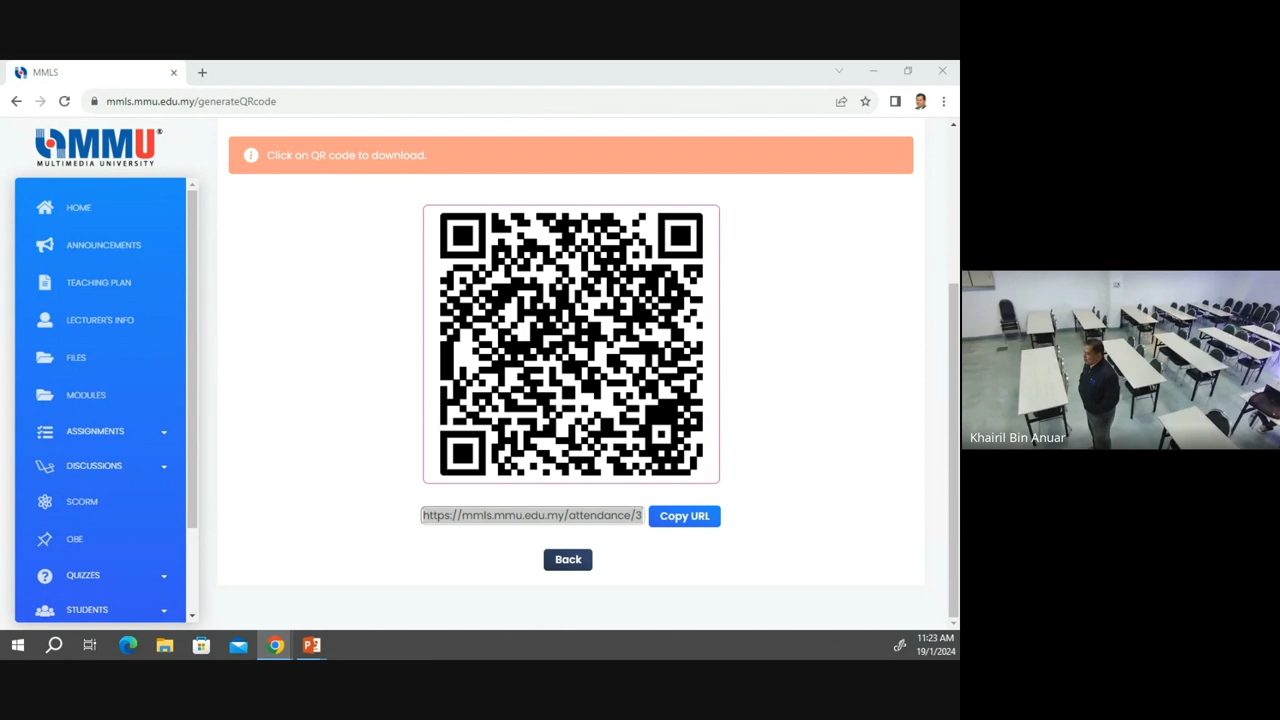 MMLS
mmls.mmu.edu.my/generateQRcode
MMU®
MULTIMEDIA UNIVERSITY
Click on QR code to download.
HOME
ANNOUNCEMENTS
TEACHING PLAN
LECTURER'S INFO
FILES
MODULES
ASSIGNMENTS
DISCUSSIONS
SCORM
OBE
QUIZZES
STUDENTS
https://mmls.mmu.edu.my/attendance/3
Copy URL
Back
Khairil Bin Anuar
11:23 AM
19/1/2024